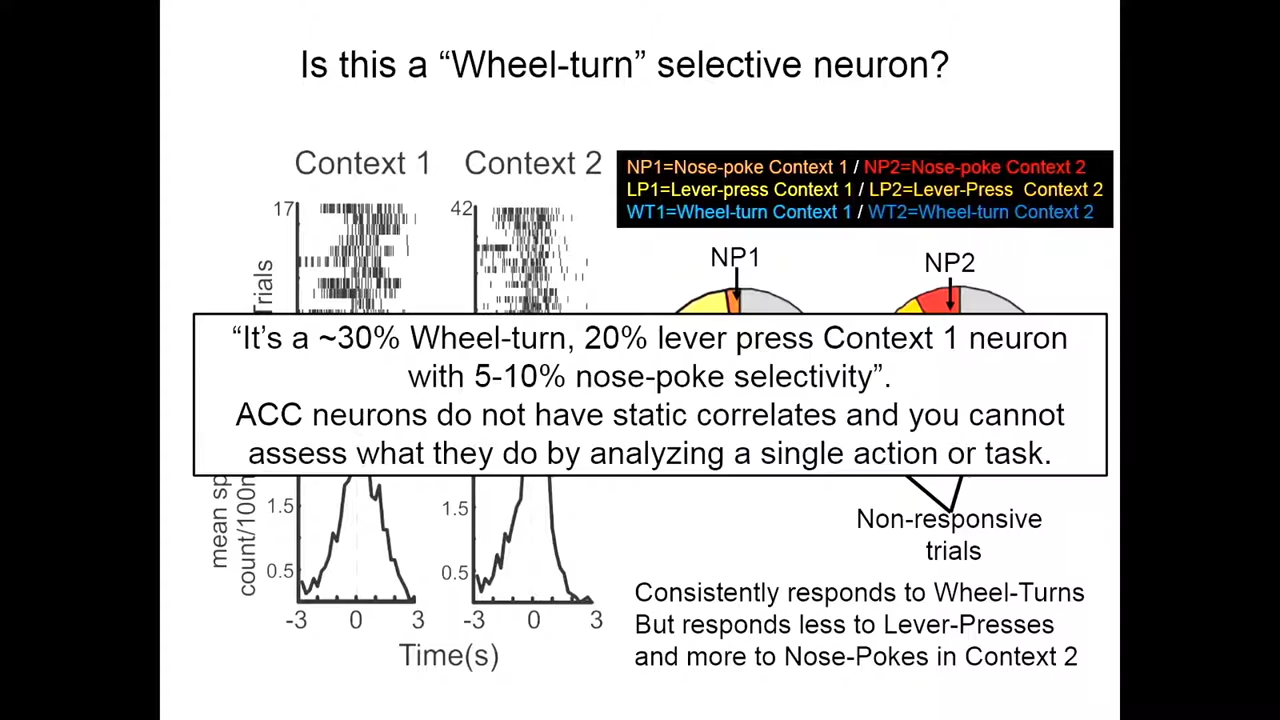 Is this a “Wheel-turn” selective neuron?
Context 1
Context 2
NP1=Nose-poke Context 1 / NP2=Nose-poke Context 2
LP1=Lever-press Context 1 / LP2=Lever-Press Context 2
WT1=Wheel-turn Context 1 / WT2=Wheel-turn Context 2
17
42
Trials
NP1
NP2
“It’s a ~30% Wheel-turn, 20% lever press Context 1 neuron
with 5-10% nose-poke selectivity”.
ACC neurons do not have static correlates and you cannot
assess what they do by analyzing a single action or task.
mean
count/100
1.5
0.5
1.5
0.5
-3 0 3
-3 0 3
Time(s)
Non-responsive
trials
Consistently responds to Wheel-Turns
But responds less to Lever-Presses
and more to Nose-Pokes in Context 2